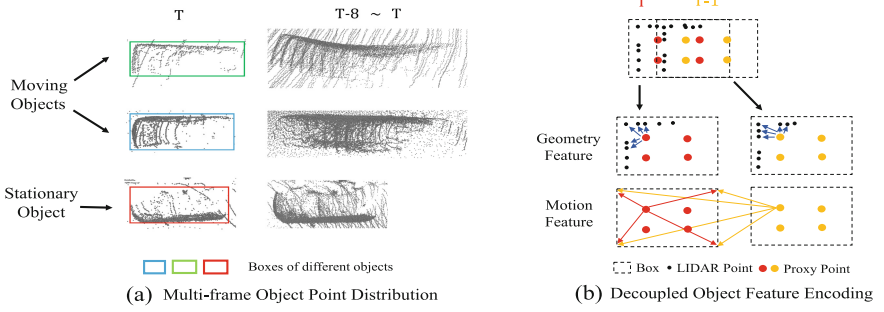 T
T-8 ~ T
Moving
Objects
Stationary
Object
Boxes of different objects
(a) Multi-frame Object Point Distribution
T-1
Geometry
Feature
Motion
Feature
Box
LIDAR Point
Proxy Point
(b) Decoupled Object Feature Encoding